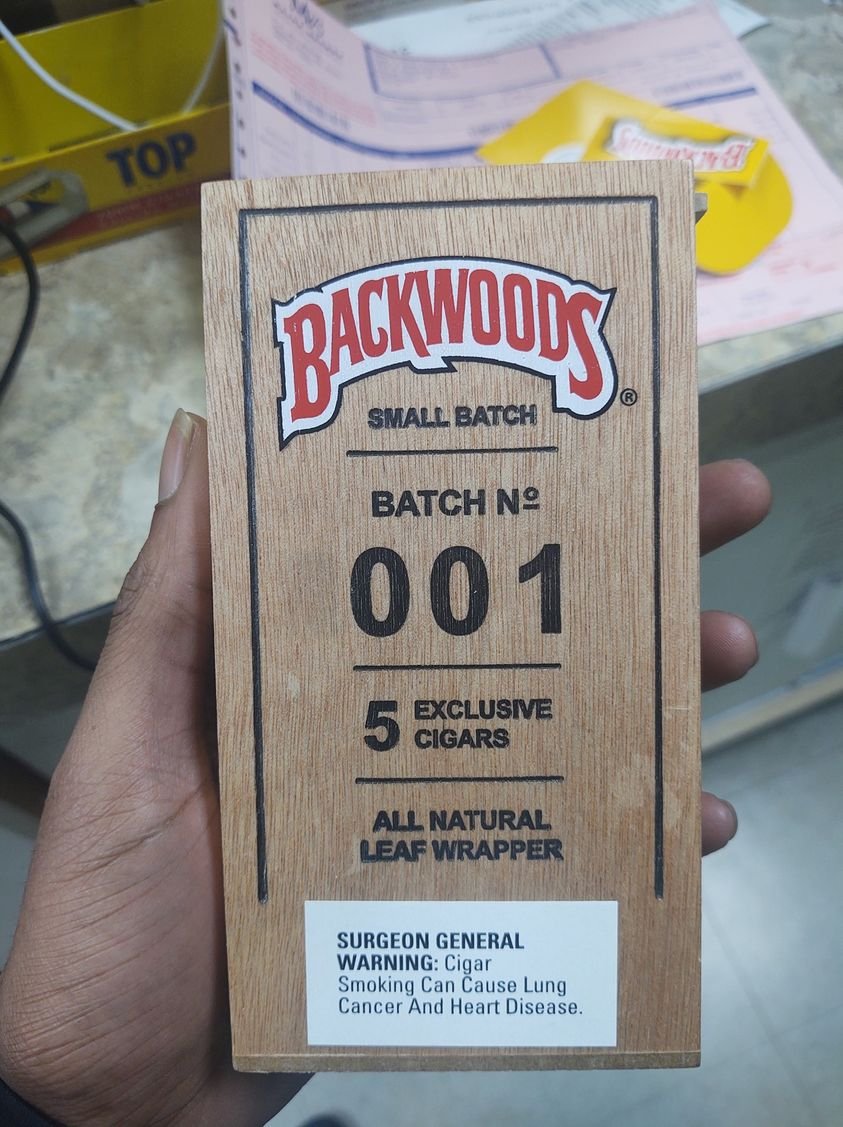 TOP
BACKWOODS
®
SMALL BATCH
BATCH Nº
001
5 EXCLUSIVE
CIGARS
ALL NATURAL
LEAF WRAPPER
SURGEON GENERAL
WARNING: Cigar
Smoking Can Cause Lung
Cancer And Heart Disease.